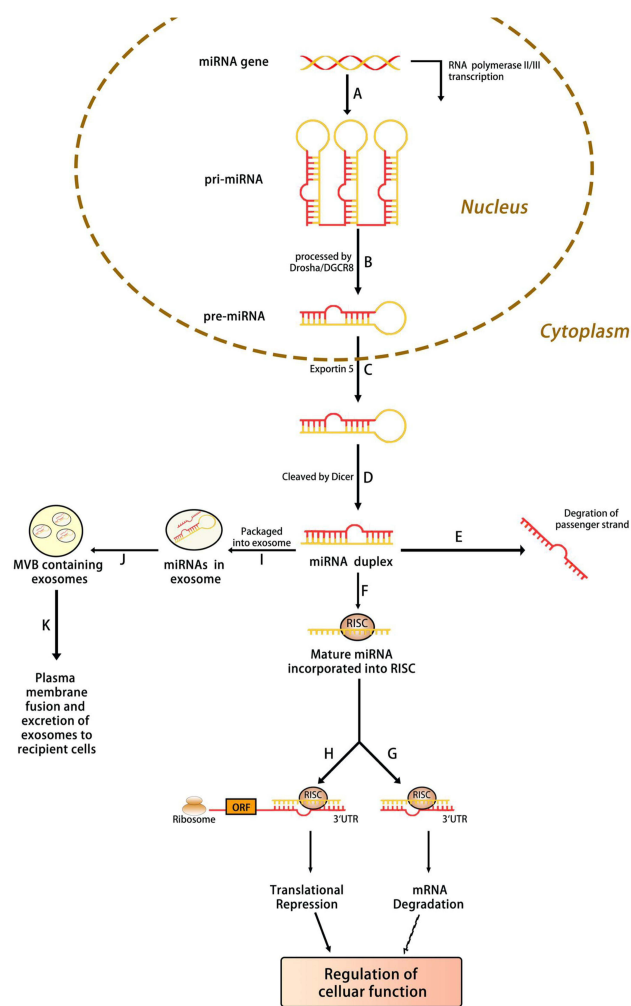 miRNA gene
RNA polymerase II/III
transcription
A
pri-miRNA
Nucleus
processed by
Drosha/DGCR8
B
pre-miRNA
Cytoplasm
Exportin 5
C
Cleaved by Dicer
D
Degration of
passenger strand
Packaged
into exosome
E
I
J
MVB containing
exosomes
miRNAs in
exosome
miRNA duplex
F
K
RISC
Mature miRNA
incorporated into RISC
Plasma
membrane
fusion and
excretion of
exosomes to
recipient cells
H
G
RISC
RISC
ORF
Ribosome
3'UTR
3'UTR
Translational
Repression
mRNA
Degradation
Regulation of
celluar function